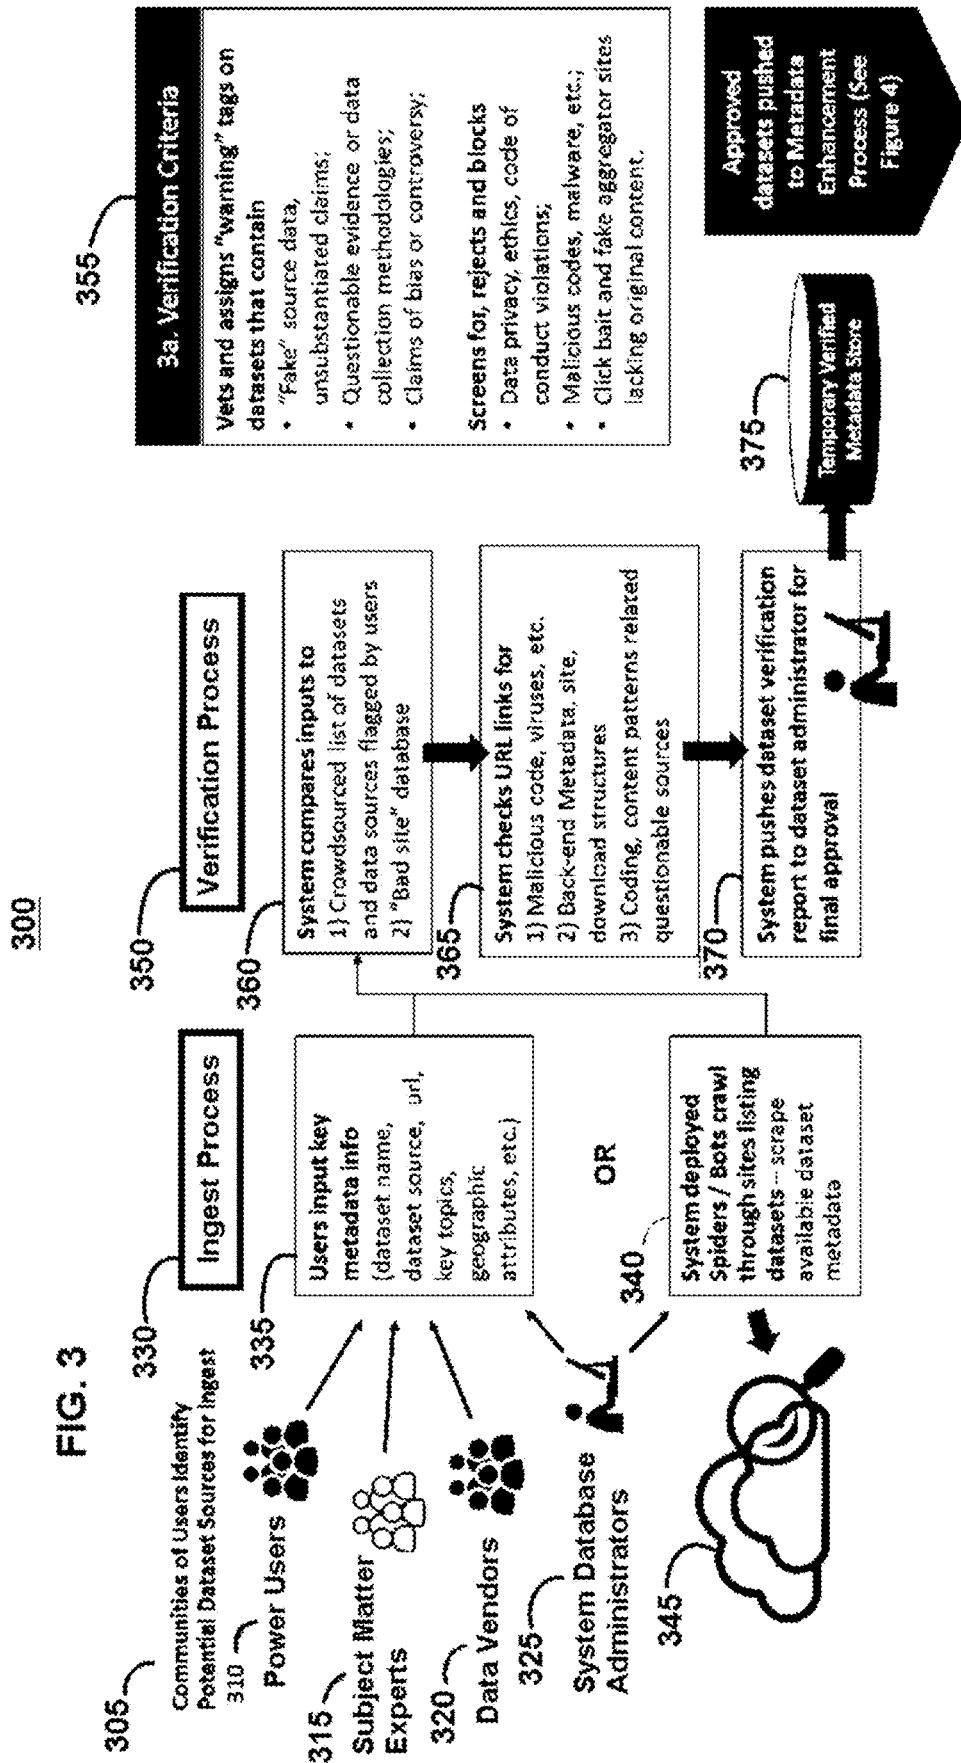 300
FIG. 3
305
Communities of Users Identify
Potential Dataset Sources for Ingest
310
Power Users
315
Subject Matter
Experts
320
Data Vendors
325
System Database
Administrators
345
330
Ingest Process
335
Users input key
metadata info
(dataset name,
dataset source, url,
key topics,
geographic
attributes, etc.)
OR
340
System deployed
Spiders / Bots crawl
through sites listing
datasets – scrape
available dataset
metadata
350
Verification Process
360
System compares inputs to
1) Crowdsourced list of datasets
and data sources flagged by users
2) "Bad site" database
365
System checks URL links for
1) Malicious code, viruses, etc.
2) Back-end Metadata, site,
download structures
3) Coding, content patterns related
questionable sources
370
System pushes dataset verification
report to dataset administrator for
final approval
355
3a. Verification Criteria
Vets and assigns "warning" tags on
datasets that contain
• "Fake" source data,
unsubstantiated claims;
• Questionable evidence or data
collection methodologies;
• Claims of bias or controversy;
Screens for, rejects and blocks
• Data privacy, ethics, code of
conduct violations;
• Malicious codes, malware, etc.;
• Click bait and fake aggregator sites
lacking original content.
375
Temporary Verified
Metadata Store
Approved
datasets pushed
to Metadata
Enhancement
Process (See
Figure 4)